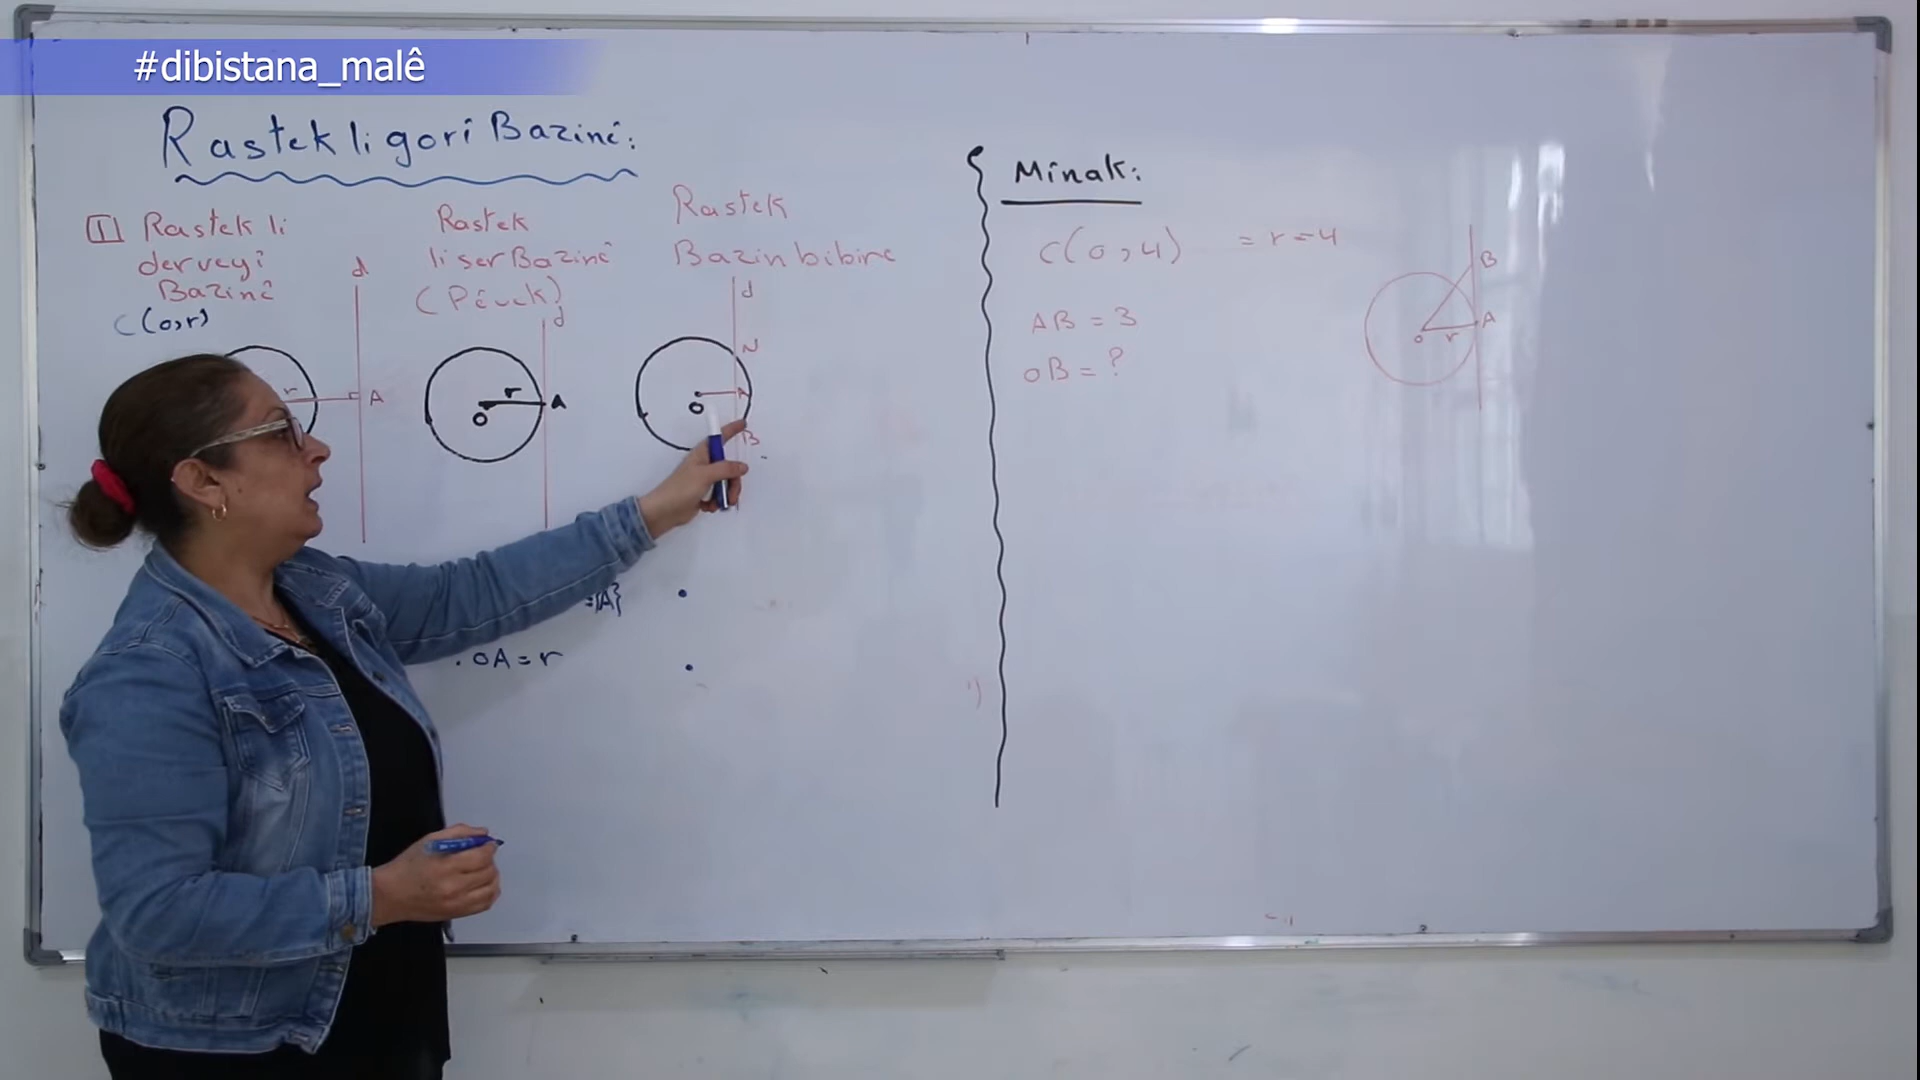 #dibistana_malê
Rastek li gorî Bazinê:
1 Rastek li
derveyî
Bazinê
C(o,r)
d
r
A
Rastek
li ser Bazinê
(Pêvek)
d
r
O
A
=|A}
. OA = r
Rastek
Bazin bibire
d
N
O
A
B
Mînak:
C(o,4) = r = 4
AB = 3
OB = ?
B
A
o
r